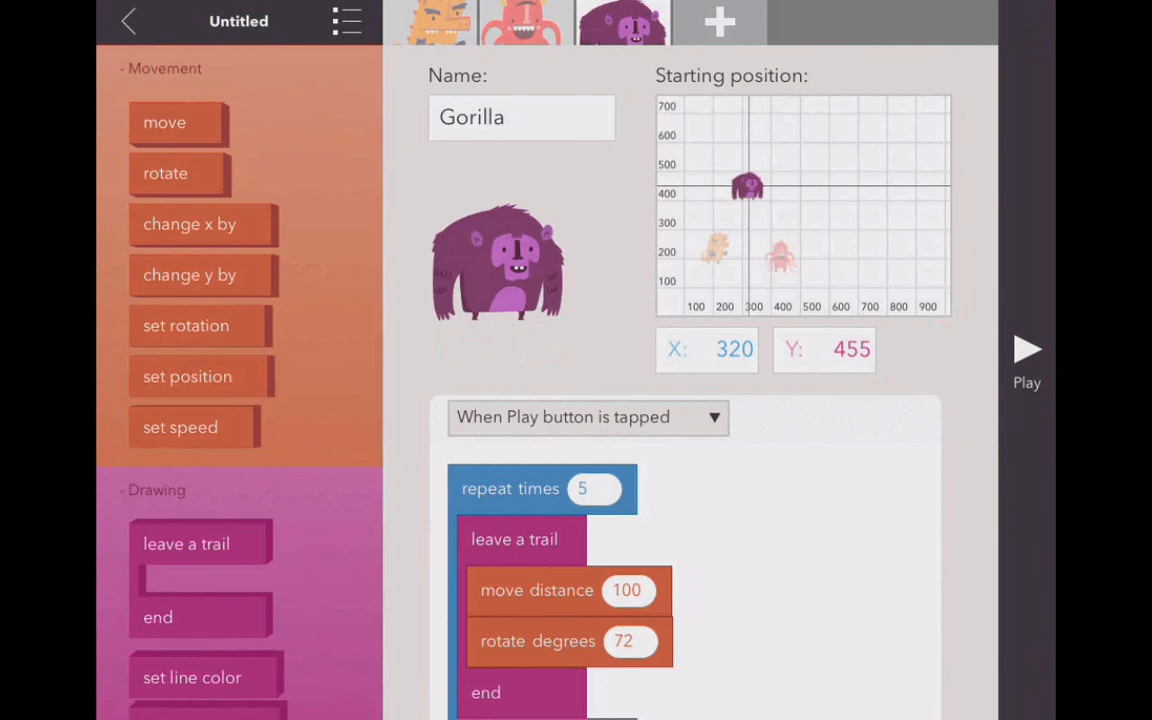 Untitled
- Movement
move
rotate
change x by
change y by
set rotation
set position
set speed
- Drawing
leave a trail
end
set line color
Name:
Gorilla
Starting position:
700
600
500
400
300
200
100
100 200 300 400 500 600 700 800 900
X: 320 Y: 455
When Play button is tapped ▼
repeat times 5
leave a trail
move distance 100
rotate degrees 72
end
Play